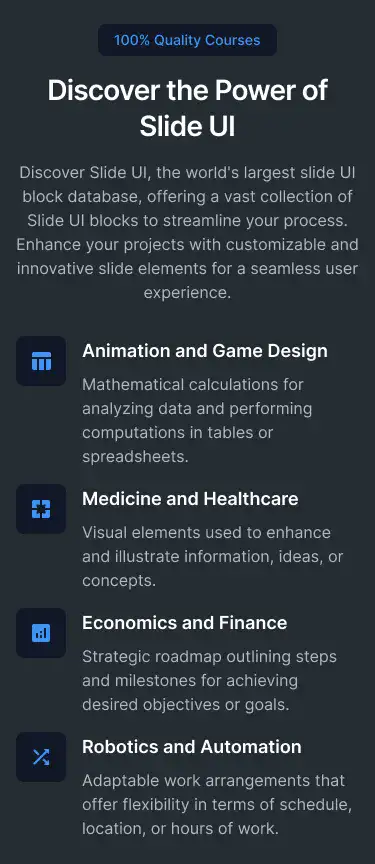 100% Quality Courses
Discover the Power of
Slide UI
Discover Slide UI, the world's largest slide UI
block database, offering a vast collection of
Slide UI blocks to streamline your process.
Enhance your projects with customizable and
innovative slide elements for a seamless user
experience.
Animation and Game Design
Mathematical calculations for
analyzing data and performing
computations in tables or
spreadsheets.
Medicine and Healthcare
Visual elements used to enhance
and illustrate information, ideas, or
concepts.
Economics and Finance
Strategic roadmap outlining steps
and milestones for achieving
desired objectives or goals.
Robotics and Automation
Adaptable work arrangements that
offer flexibility in terms of schedule,
location, or hours of work.